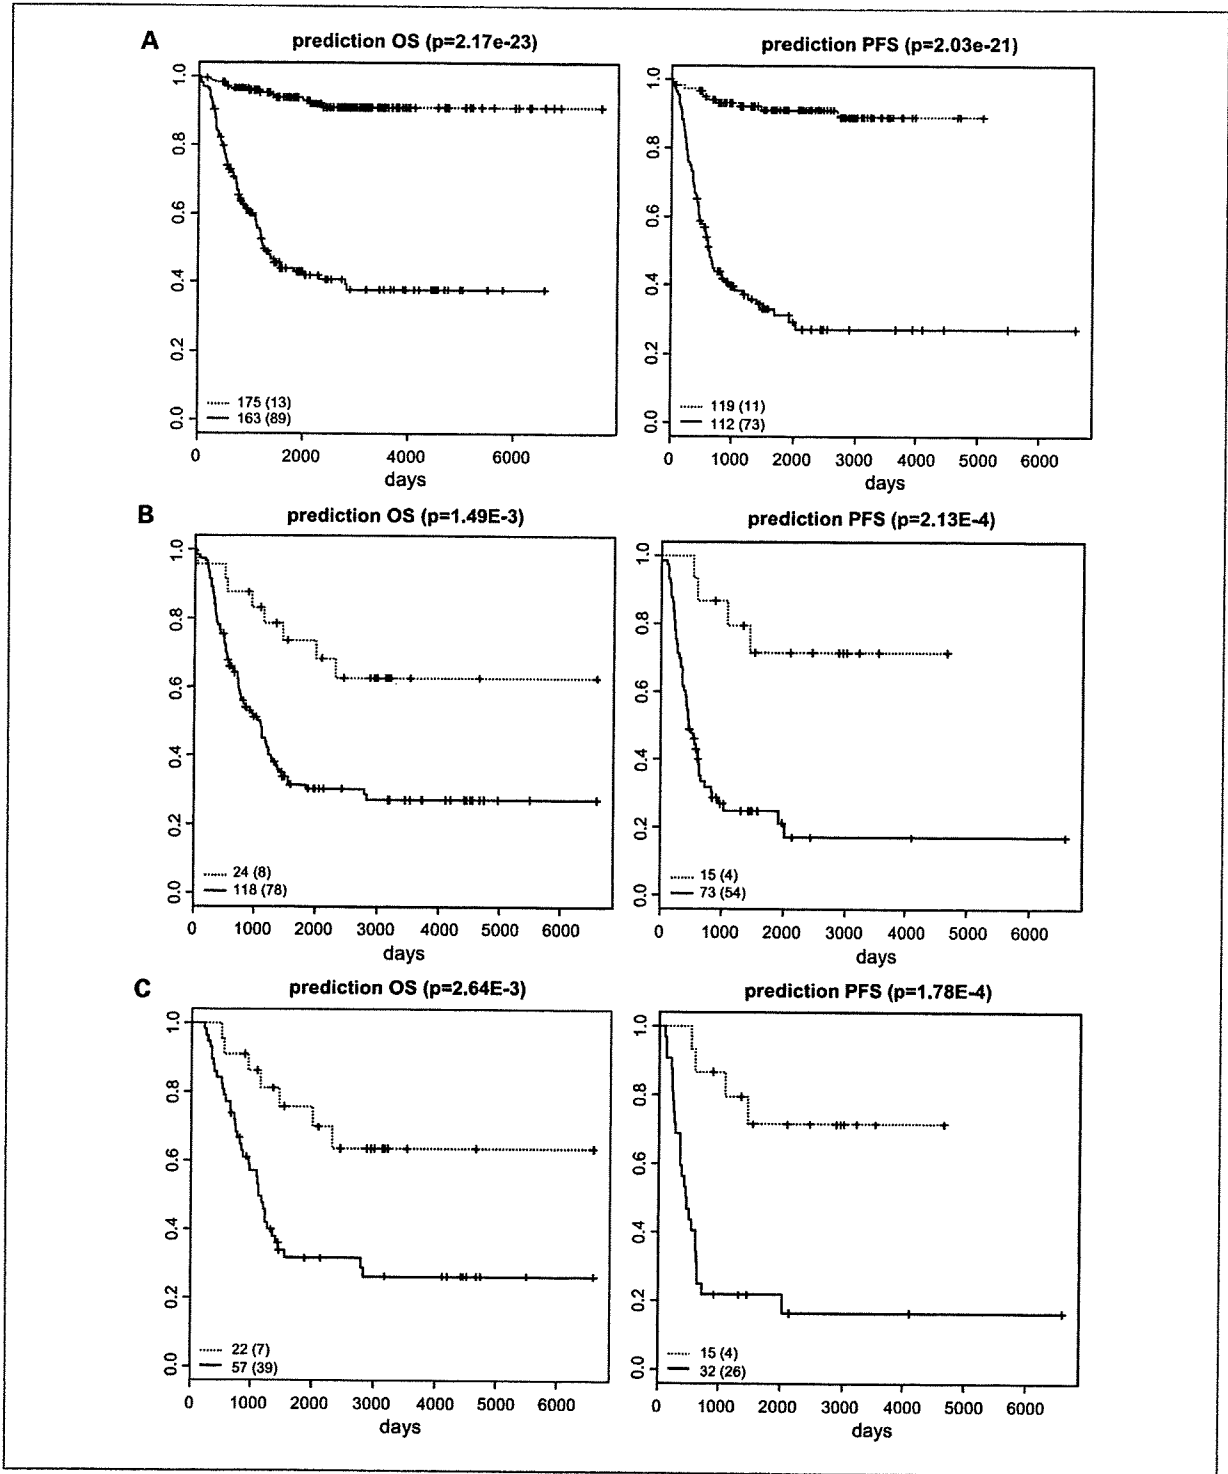 A
prediction OS (p=2.17e-23)
1.0
0.8
0.6
0.4
0.2
0.0
175 (13)
163 (89)
0 2000 4000 6000
days
prediction PFS (p=2.03e-21)
1.0
0.8
0.6
0.4
0.2
0.0
119 (11)
112 (73)
0 1000 2000 3000 4000 5000 6000
days
B
prediction OS (p=1.49E-3)
1.0
0.8
0.6
0.4
0.2
0.0
24 (8)
118 (78)
0 1000 2000 3000 4000 5000 6000
days
prediction PFS (p=2.13E-4)
1.0
0.8
0.6
0.4
0.2
0.0
15 (4)
73 (54)
0 1000 2000 3000 4000 5000 6000
days
C
prediction OS (p=2.64E-3)
1.0
0.8
0.6
0.4
0.2
0.0
22 (7)
57 (39)
0 1000 2000 3000 4000 5000 6000
days
prediction PFS (p=1.78E-4)
1.0
0.8
0.6
0.4
0.2
0.0
15 (4)
32 (26)
0 1000 2000 3000 4000 5000 6000
days